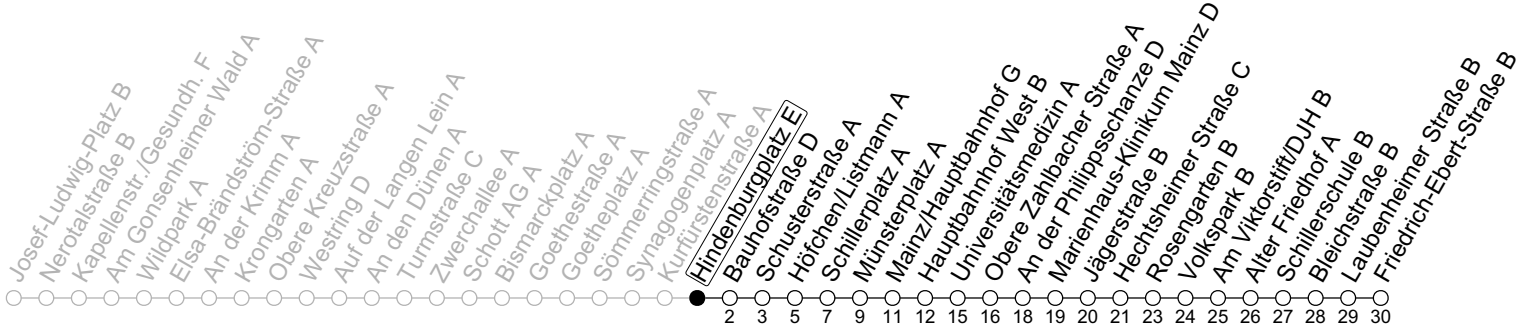 Josef-Ludwig-Platz B
Nerotalstraße B
Kapellenstr./Gesundh. F
Am Gonsenheimer Wald A
Wildpark A
Elsa-Brändström-Straße A
An der Krimm A
Krongarten A
Obere Kreuzstraße A
Westring D
Auf der Langen Lein A
An den Dünen A
Turmstraße C
Zwerchallee A
Schott AG A
Bismarckplatz A
Goethestraße A
Goetheplatz A
Sömmerringstraße A
Synagogenplatz A
Kurfürstenstraße A
Hindenburgplatz E
Bauhofstraße D
Schusterstraße A
Höfchen/Listmann A
Schillerplatz A
Münsterplatz A
Mainz/Hauptbahnhof G
Hauptbahnhof West B
Universitätsmedizin A
Obere Zahlbacher Straße A
An der Philippsschanze D
Marienhaus-Klinikum Mainz D
Jägerstraße B
Hechtsheimer Straße C
Rosengarten B
Volkspark B
Am Viktorstift/DJH B
Alter Friedhof A
Schillerschule B
Bleichstraße B
Laubenheimer Straße B
Friedrich-Ebert-Straße B
2 3 5 7 9 11 12 15 16 18 19 20 21 23 24 25 26 27 28 29 30